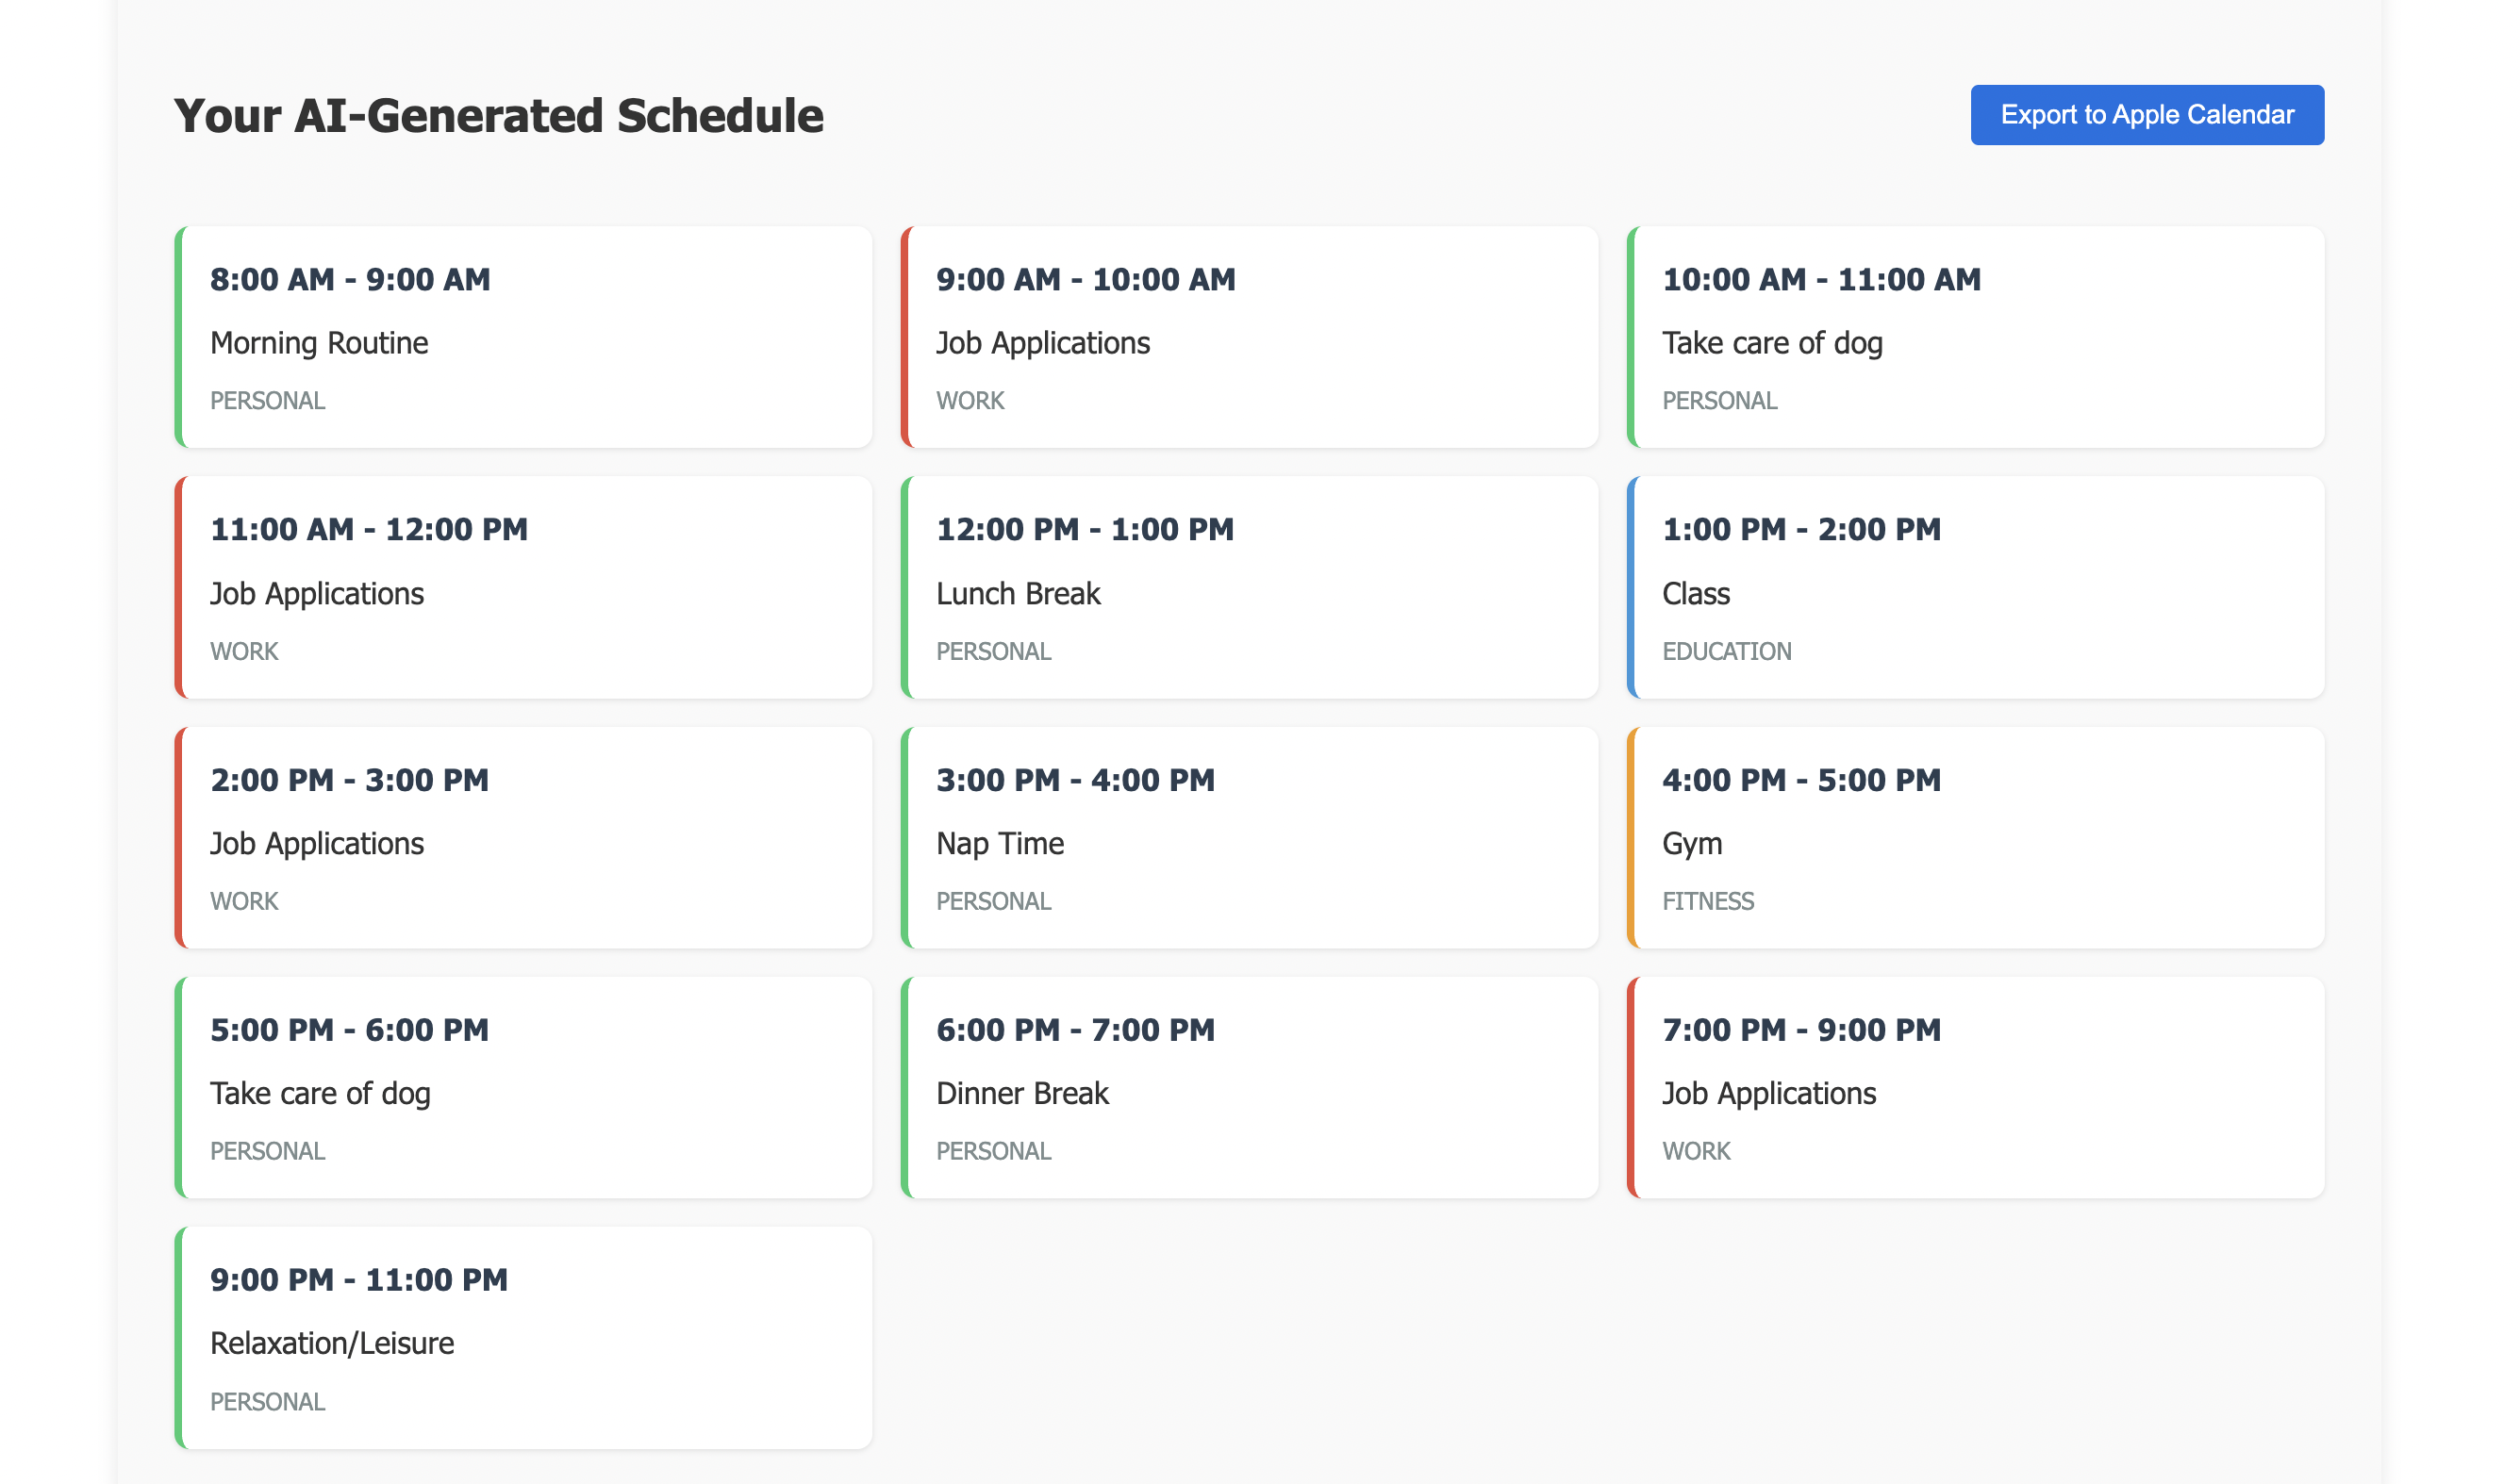 Your AI-Generated Schedule
Export to Apple Calendar
8:00 AM - 9:00 AM
Morning Routine
PERSONAL
9:00 AM - 10:00 AM
Job Applications
WORK
10:00 AM - 11:00 AM
Take care of dog
PERSONAL
11:00 AM - 12:00 PM
Job Applications
WORK
12:00 PM - 1:00 PM
Lunch Break
PERSONAL
1:00 PM - 2:00 PM
Class
EDUCATION
2:00 PM - 3:00 PM
Job Applications
WORK
3:00 PM - 4:00 PM
Nap Time
PERSONAL
4:00 PM - 5:00 PM
Gym
FITNESS
5:00 PM - 6:00 PM
Take care of dog
PERSONAL
6:00 PM - 7:00 PM
Dinner Break
PERSONAL
7:00 PM - 9:00 PM
Job Applications
WORK
9:00 PM - 11:00 PM
Relaxation/Leisure
PERSONAL